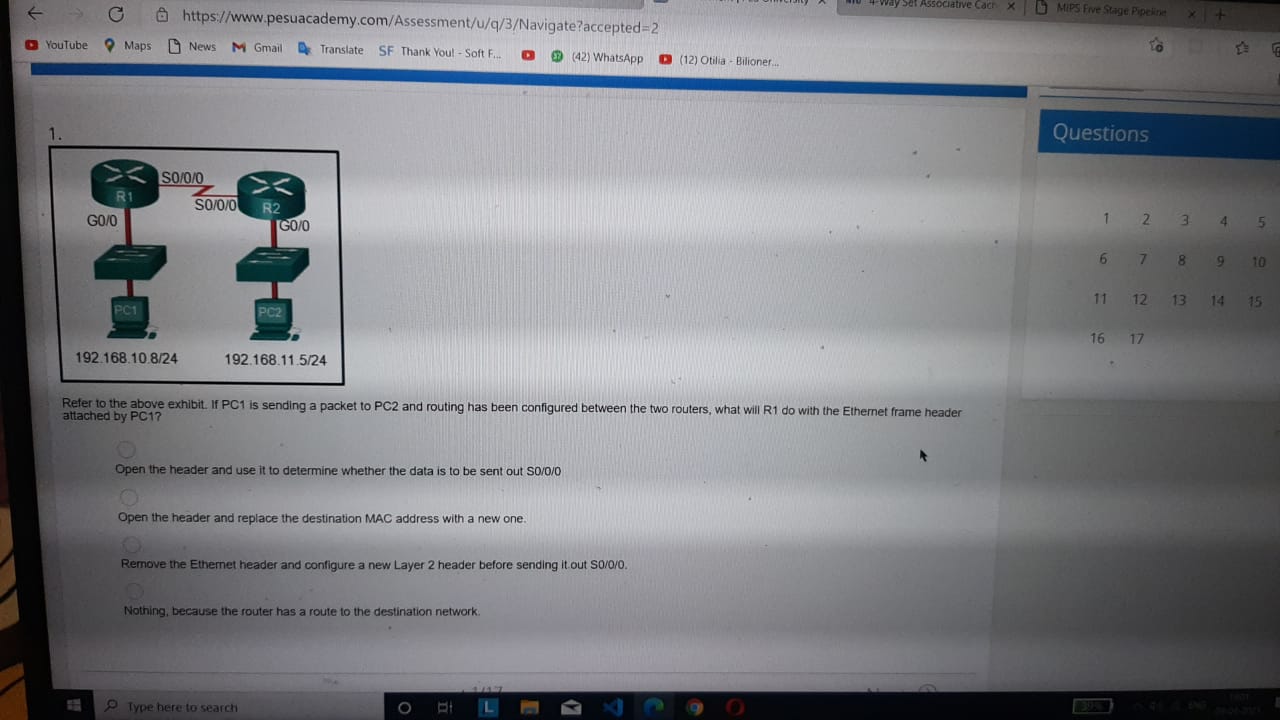 4-Way Set Associative Cach
MIPS Five Stage Pipeline
https://www.pesuacademy.com/Assessment/u/q/3/Navigate?accepted=2
YouTube Maps News Gmail Translate SF Thank You! - Soft F... (42) WhatsApp (12) Otilia - Bilioner...
Questions
1.
S0/0/0
R1
S0/0/0
R2
G0/0
G0/0
PC1
PC2
192.168.10.8/24
192.168.11.5/24
1 2 3 4 5
6 7 8 9 10
11 12 13 14 15
16 17
Refer to the above exhibit. If PC1 is sending a packet to PC2 and routing has been configured between the two routers, what will R1 do with the Ethernet frame header
attached by PC1?
Open the header and use it to determine whether the data is to be sent out S0/0/0
Open the header and replace the destination MAC address with a new one.
Remove the Ethernet header and configure a new Layer 2 header before sending it out S0/0/0.
Nothing, because the router has a route to the destination network.
1/17
Type here to search
L
39%
ENG